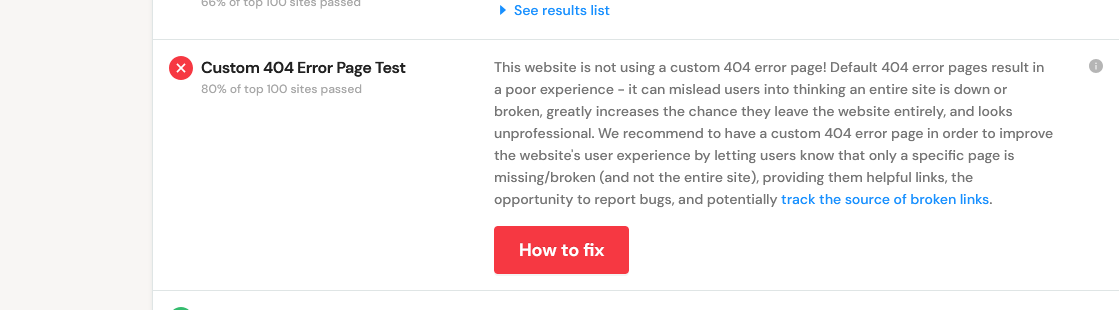 66% of top 100 sites passed
See results list
Custom 404 Error Page Test
80% of top 100 sites passed
This website is not using a custom 404 error page! Default 404 error pages result in
a poor experience - it can mislead users into thinking an entire site is down or
broken, greatly increases the chance they leave the website entirely, and looks
unprofessional. We recommend to have a custom 404 error page in order to improve
the website's user experience by letting users know that only a specific page is
missing/broken (and not the entire site), providing them helpful links, the
opportunity to report bugs, and potentially track the source of broken links.
How to fix